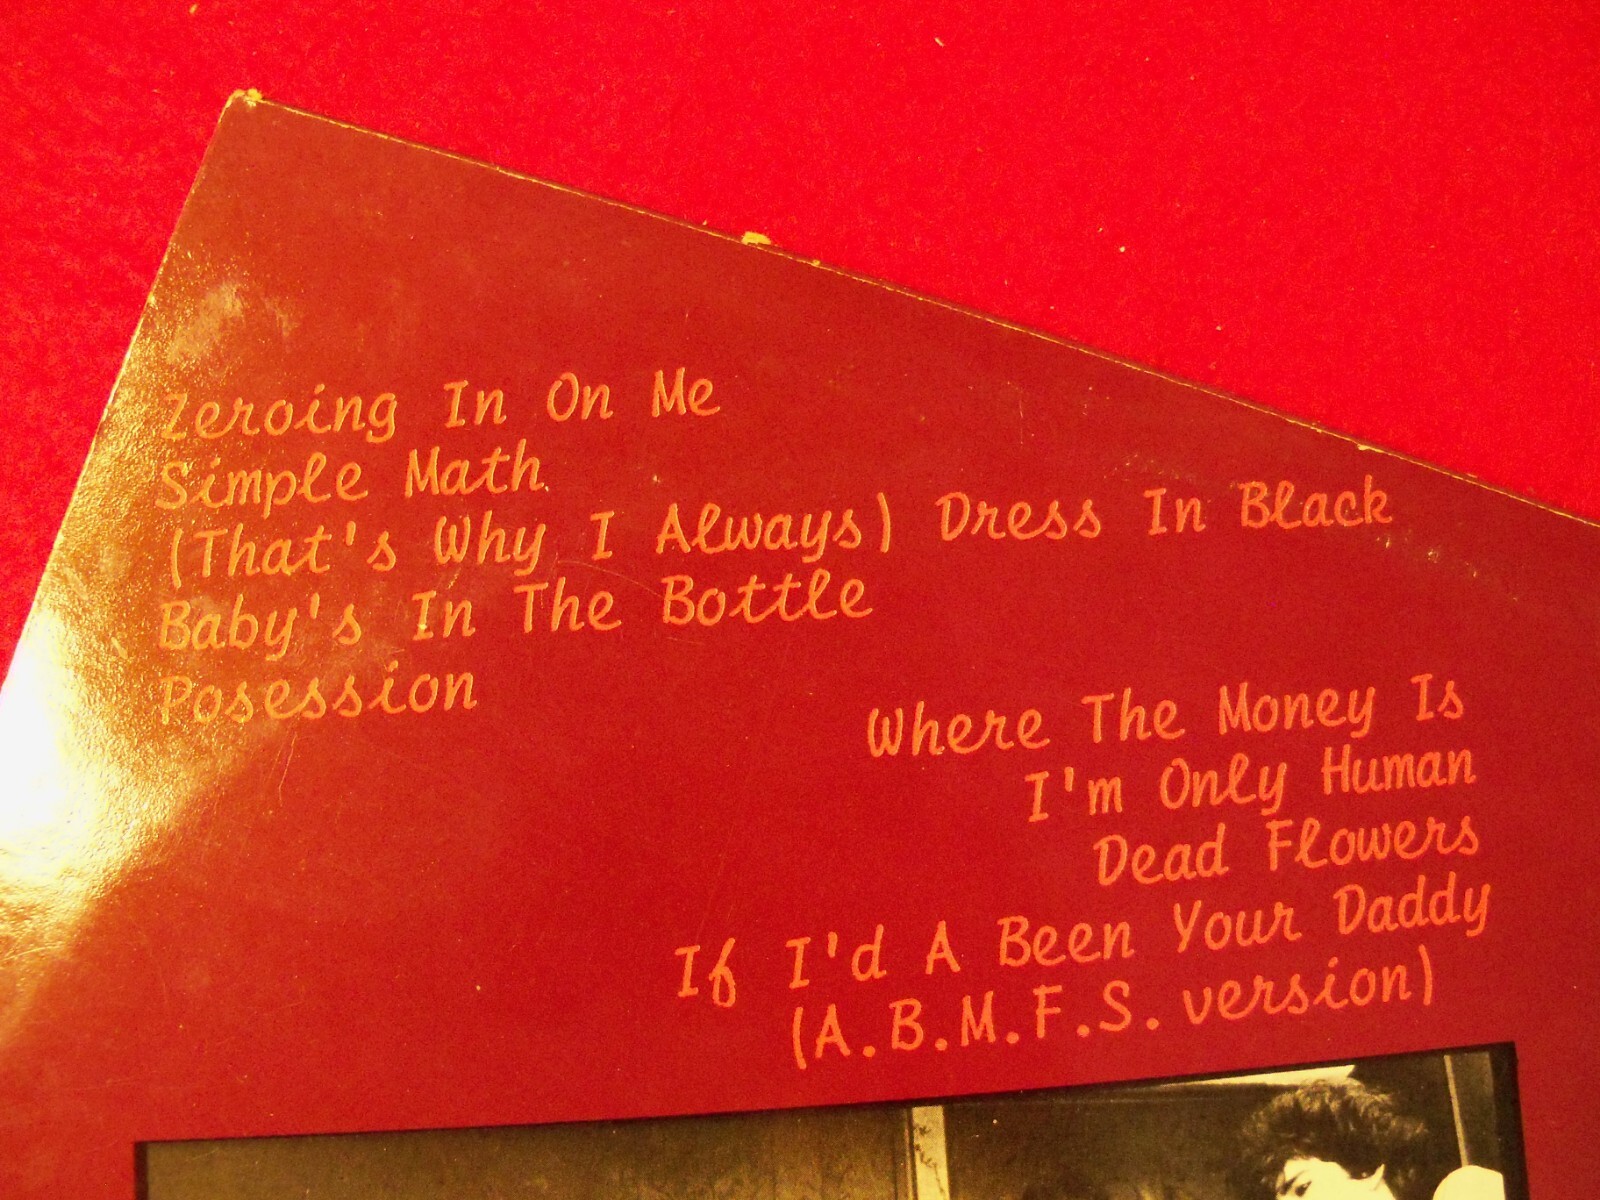 Zeroing In On Me
Simple Math
(That's Why I Always) Dress In Black
Baby's In The Bottle
Posession
Where The Money Is
I'm Only Human
Dead Flowers
If I'd A Been Your Daddy
(A.B.M.F.S. version)